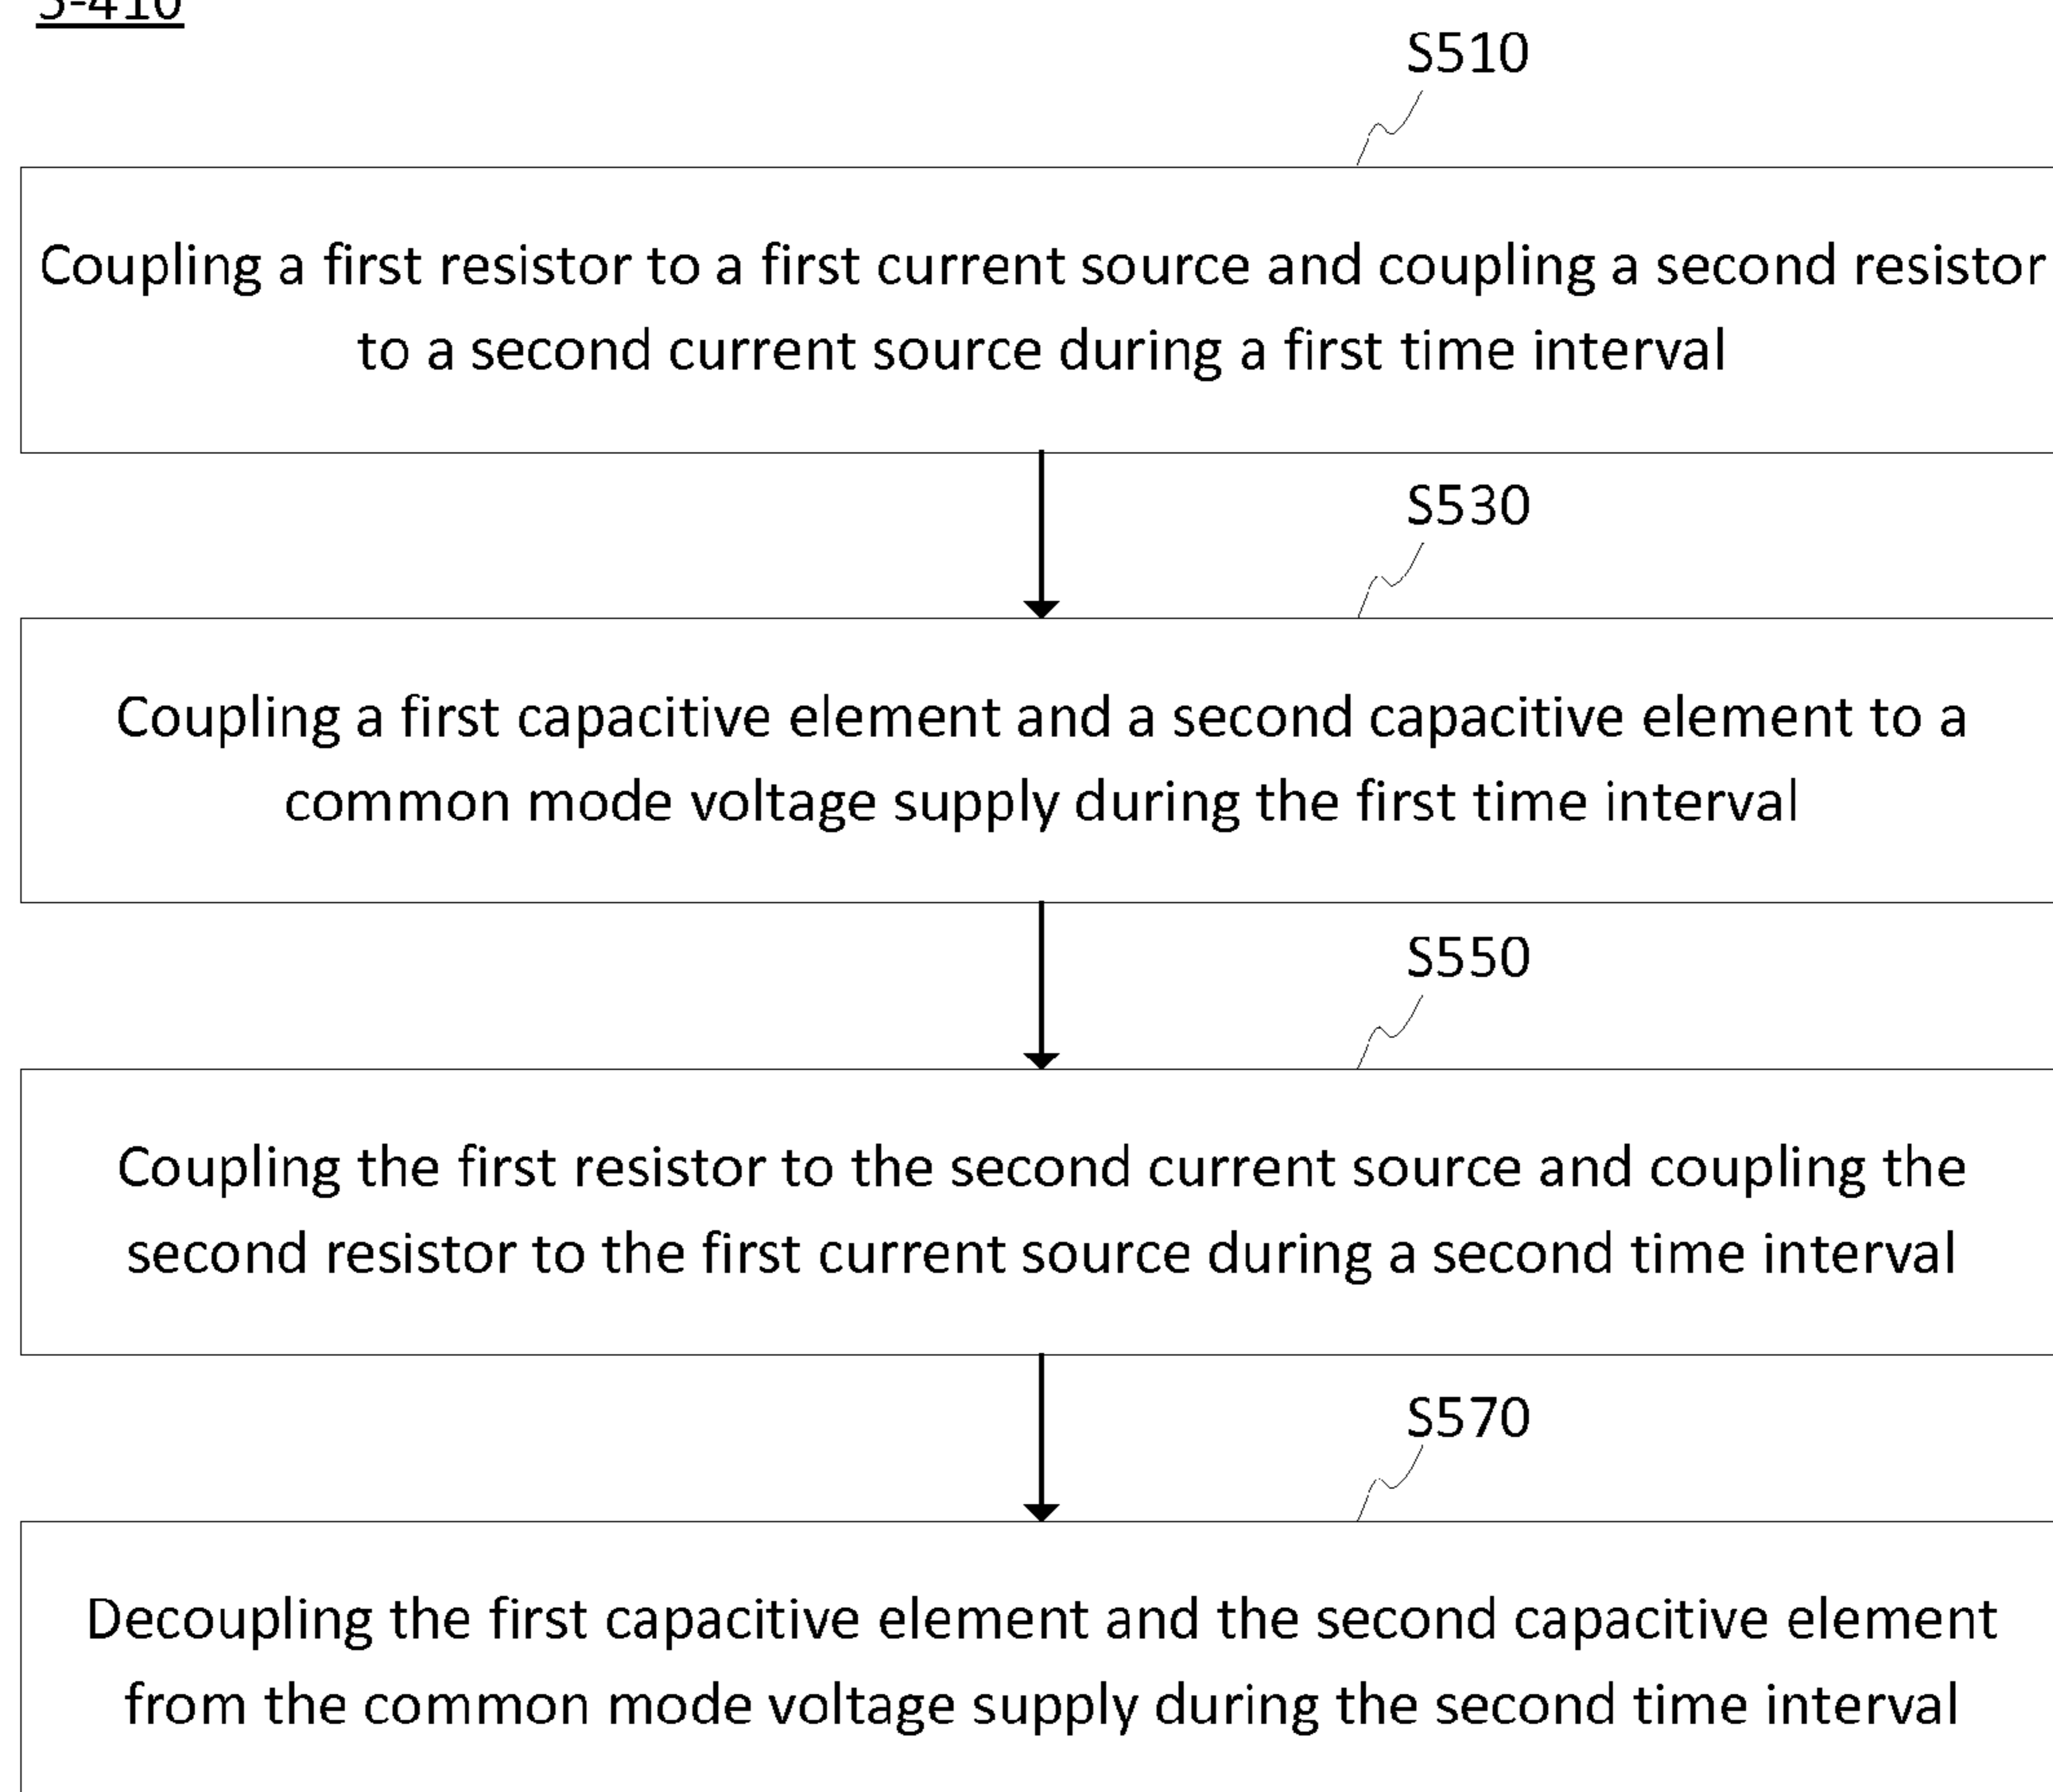 S510
Coupling a first resistor to a first current source and coupling a second resistor
to a second current source during a first time interval
S530
Coupling a first capacitive element and a second capacitive element to a
common mode voltage supply during the first time interval
S550
Coupling the first resistor to the second current source and coupling the
second resistor to the first current source during a second time interval
S570
Decoupling the first capacitive element and the second capacitive element
from the common mode voltage supply during the second time interval